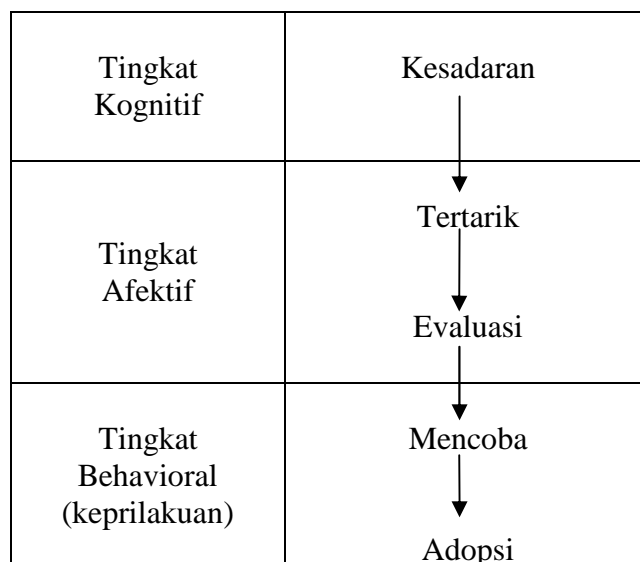 Tingkat
Kognitif
Kesadaran
Tingkat
Afektif
Tertarik
Evaluasi
Tingkat
Behavioral
(keprilakuan)
Mencoba
Adopsi